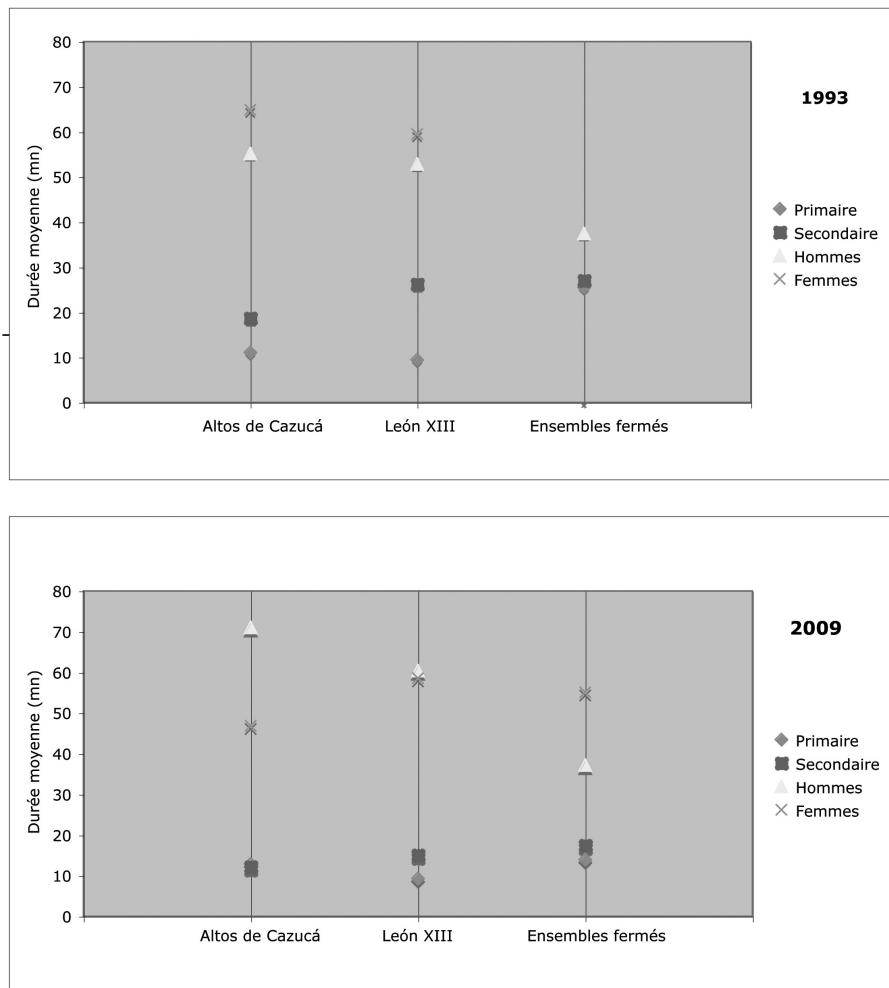 80
70
60
50
40
30
20
10
0
Durée moyenne (mn)
Altos de Cazucá
León XIII
Ensembles fermés
1993
Primaire
Secondaire
Hommes
Femmes
80
70
60
50
40
30
20
10
0
Durée moyenne (mn)
Altos de Cazucá
León XIII
Ensembles fermés
2009
Primaire
Secondaire
Hommes
Femmes